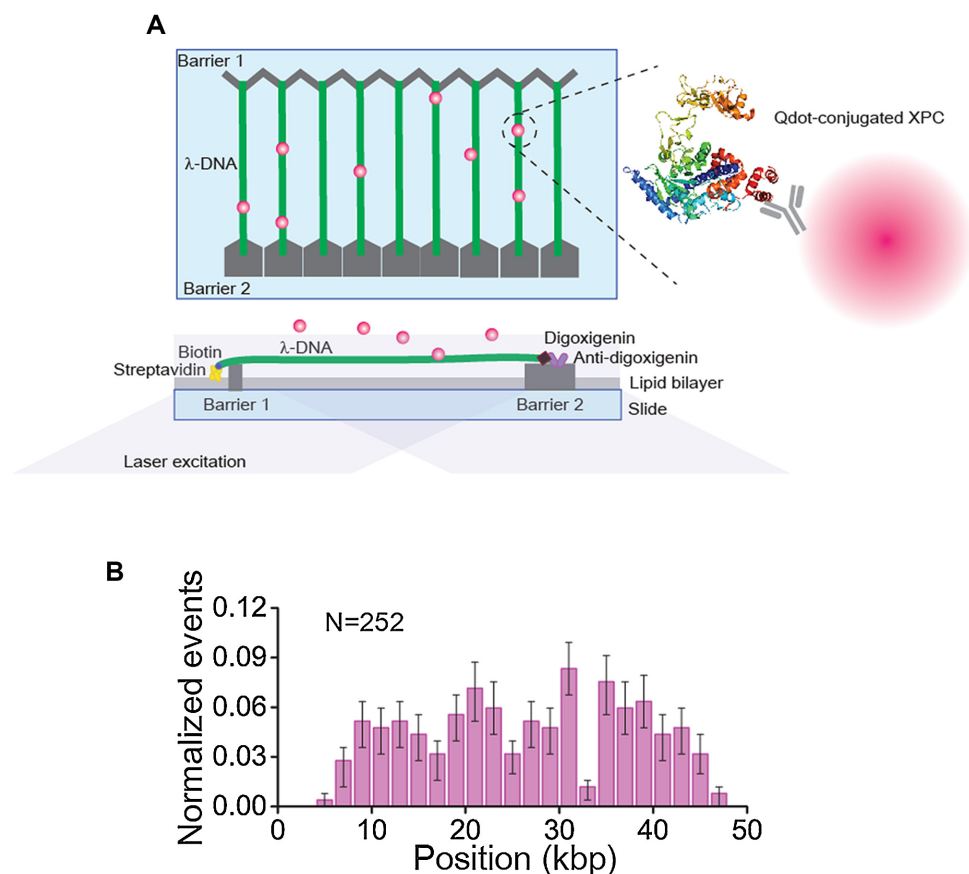 A
Barrier 1
λ-DNA
Barrier 2
Qdot-conjugated XPC
Biotin
Streptavidin
λ-DNA
Digoxigenin
Anti-digoxigenin
Lipid bilayer
Barrier 1
Barrier 2
Slide
Laser excitation
B
Normalized events
0.12
0.09
0.06
0.03
0.00
N=252
0 10 20 30 40 50
Position (kbp)